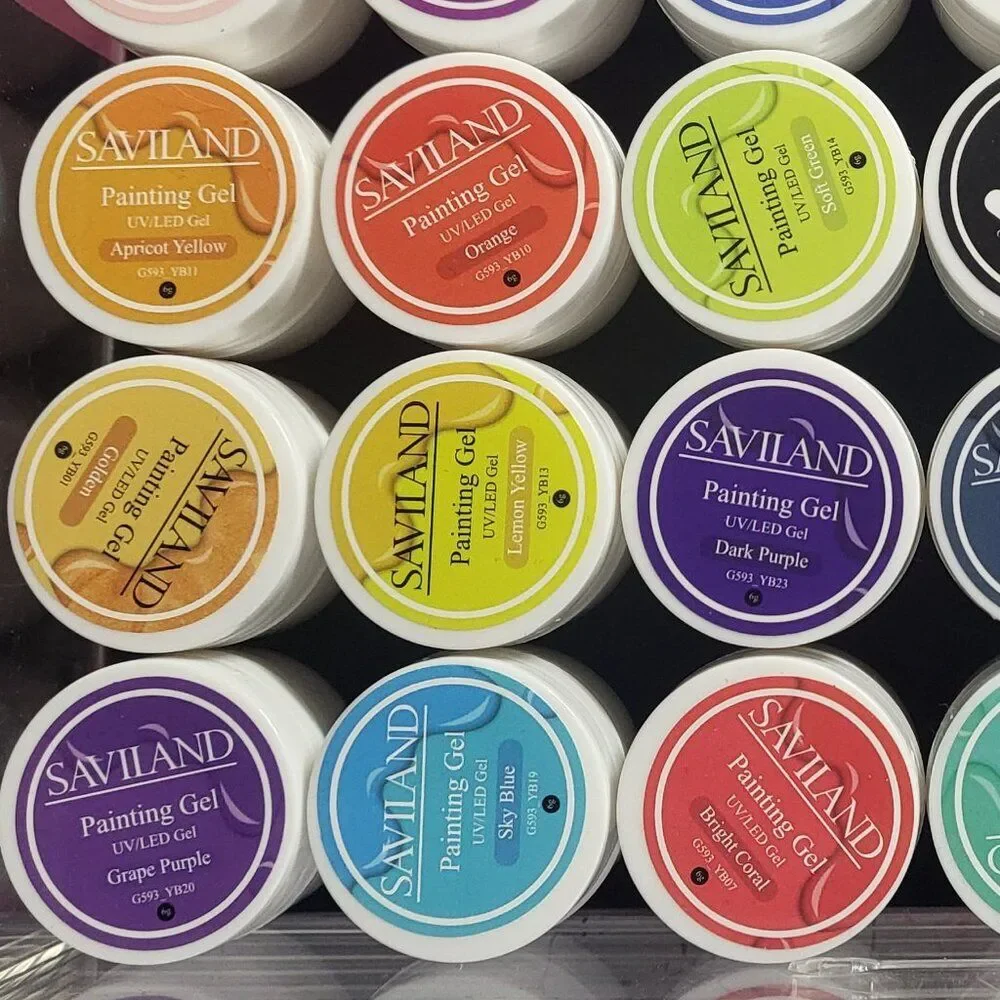 SAVILAND
Painting Gel
UV/LED Gel
Apricot Yellow
G593_YB11
8g
SAVILAND
Painting Gel
UV/LED Gel
Orange
G593_YB10
8g
SAVILAND
Painting Gel
UV/LED Gel
Soft Green
G593_YB14
SAVILAND
Painting Gel
UV/LED Gel
Golden
G593_YB01
SAVILAND
Painting Gel
UV/LED Gel
Lemon Yellow
G593_YB13
SAVILAND
Painting Gel
UV/LED Gel
Dark Purple
G593_YB23
SAVILAND
Painting Gel
UV/LED Gel
Grape Purple
G593_YB20
SAVILAND
Painting Gel
UV/LED Gel
Sky Blue
G593_YB19
SAVILAND
Painting Gel
UV/LED Gel
Bright Coral
G593_YB07